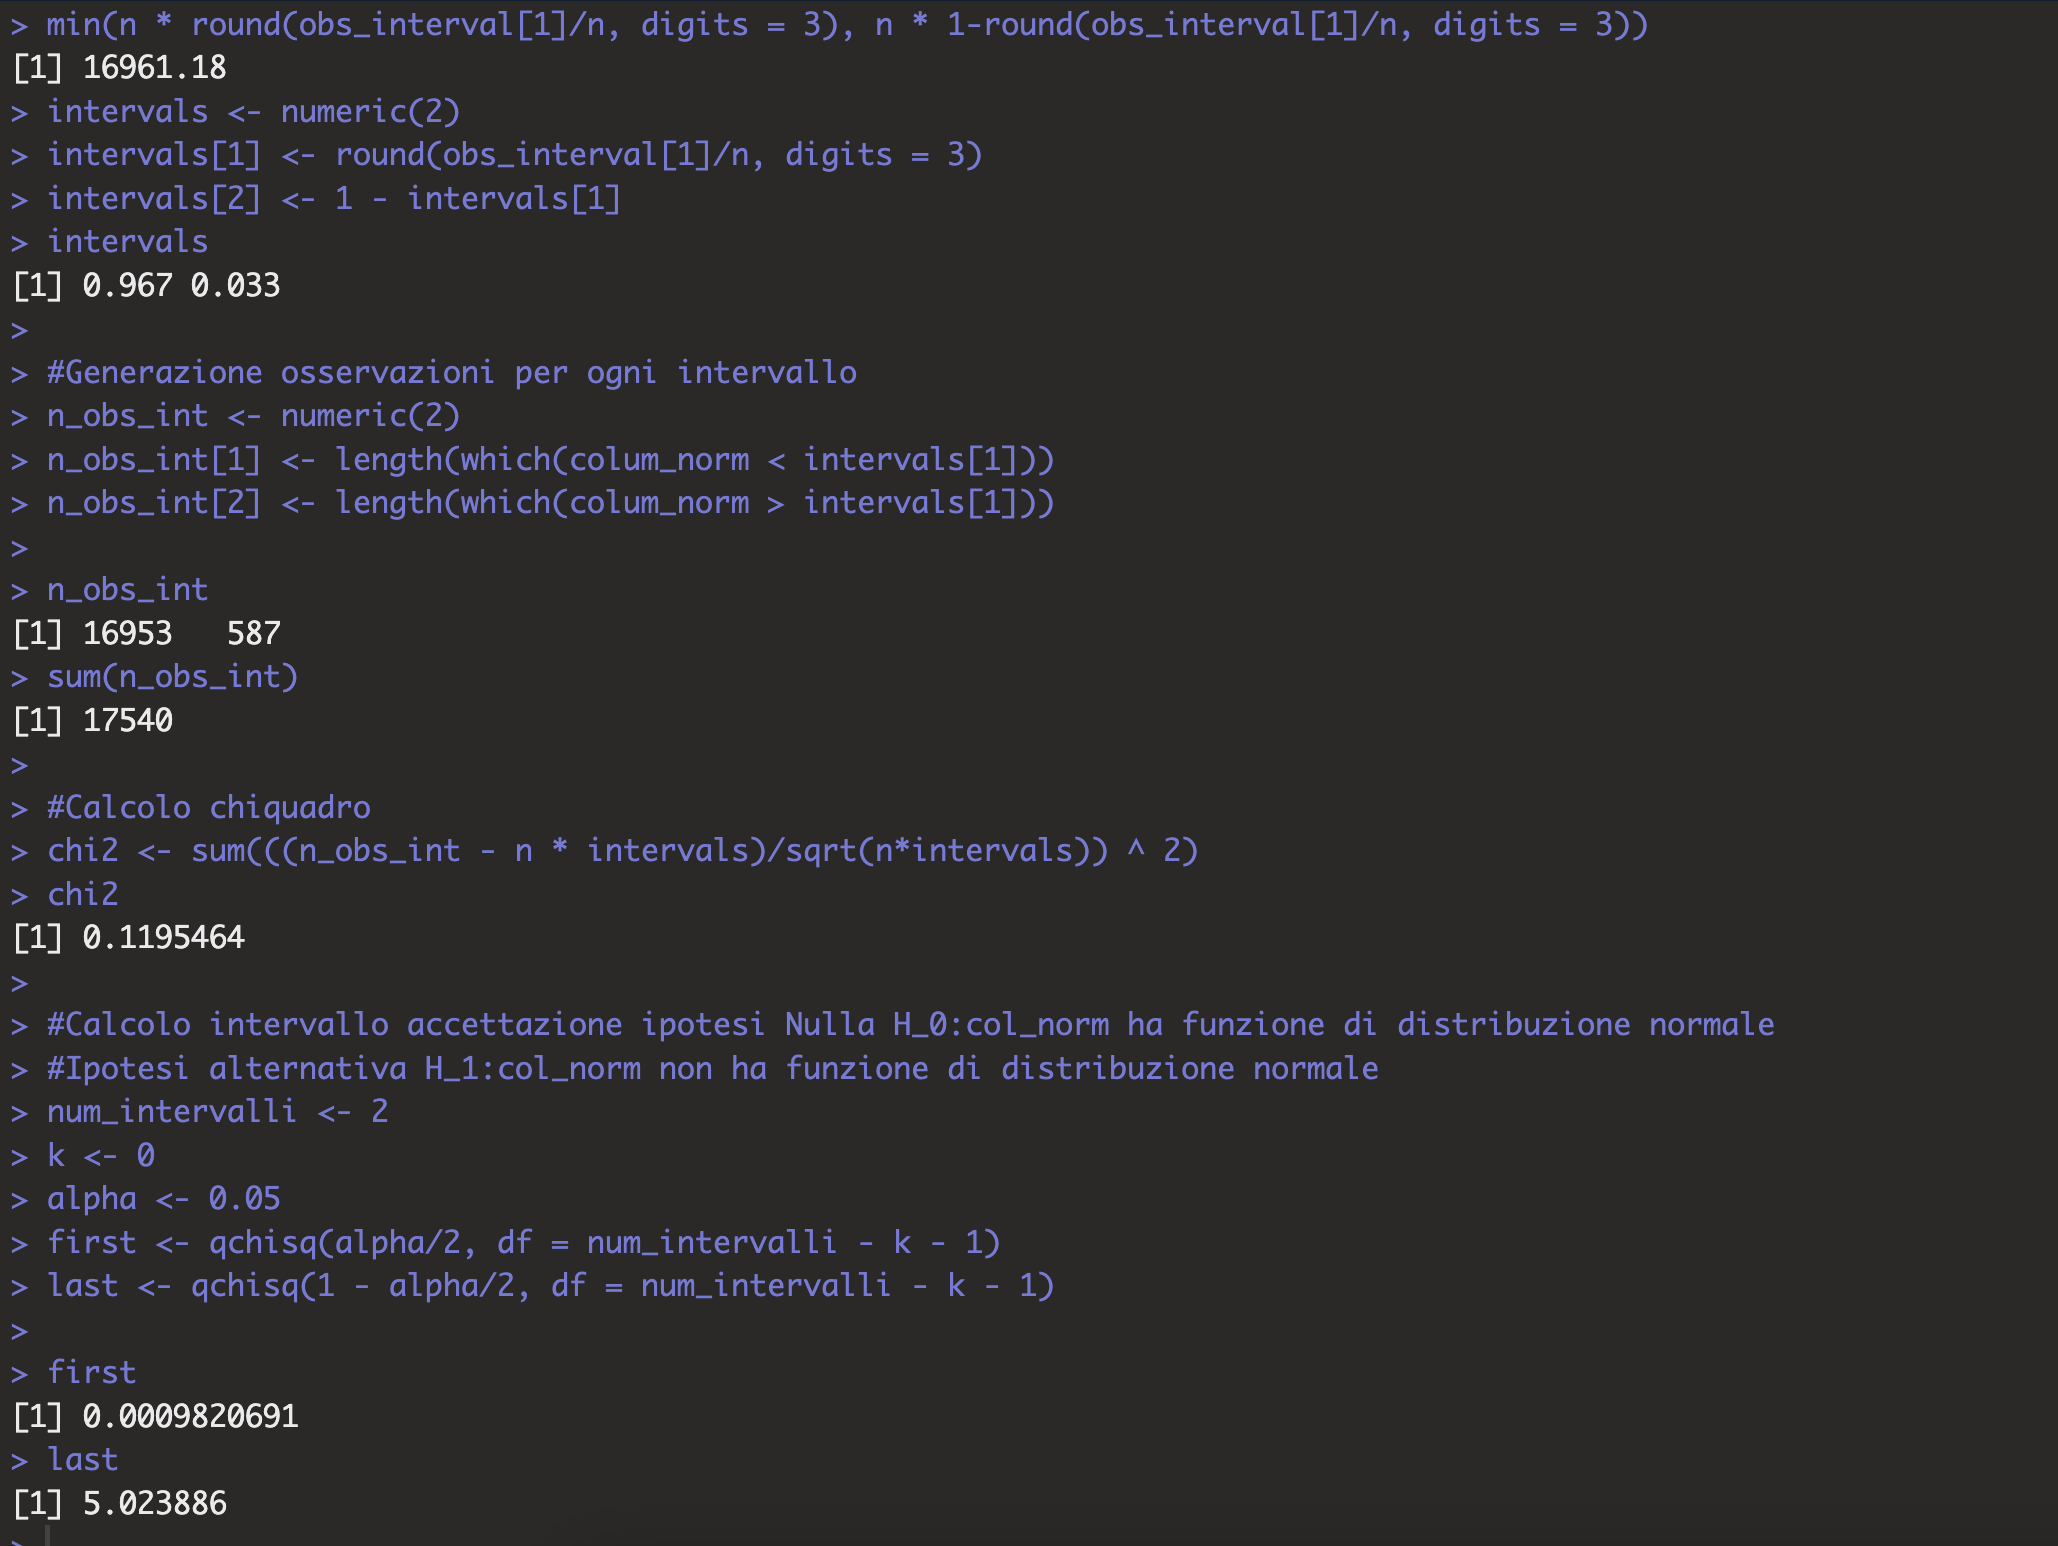 > min(n * round(obs_interval[1]/n, digits = 3), n * 1-round(obs_interval[1]/n, digits = 3))
[1] 16961.18
> intervals <- numeric(2)
> intervals[1] <- round(obs_interval[1]/n, digits = 3)
> intervals[2] <- 1 - intervals[1]
> intervals
[1] 0.967 0.033
>
> #Generazione osservazioni per ogni intervallo
> n_obs_int <- numeric(2)
> n_obs_int[1] <- length(which(colum_norm < intervals[1]))
> n_obs_int[2] <- length(which(colum_norm > intervals[1]))
>
> n_obs_int
[1] 16953   587
> sum(n_obs_int)
[1] 17540
>
> #Calcolo chiquadro
> chi2 <- sum(((n_obs_int - n * intervals)/sqrt(n*intervals)) ^ 2)
> chi2
[1] 0.1195464
>
> #Calcolo intervallo accettazione ipotesi Nulla H_0:col_norm ha funzione di distribuzione normale
> #Ipotesi alternativa H_1:col_norm non ha funzione di distribuzione normale
> num_intervalli <- 2
> k <- 0
> alpha <- 0.05
> first <- qchisq(alpha/2, df = num_intervalli - k - 1)
> last <- qchisq(1 - alpha/2, df = num_intervalli - k - 1)
>
> first
[1] 0.0009820691
> last
[1] 5.023886
>